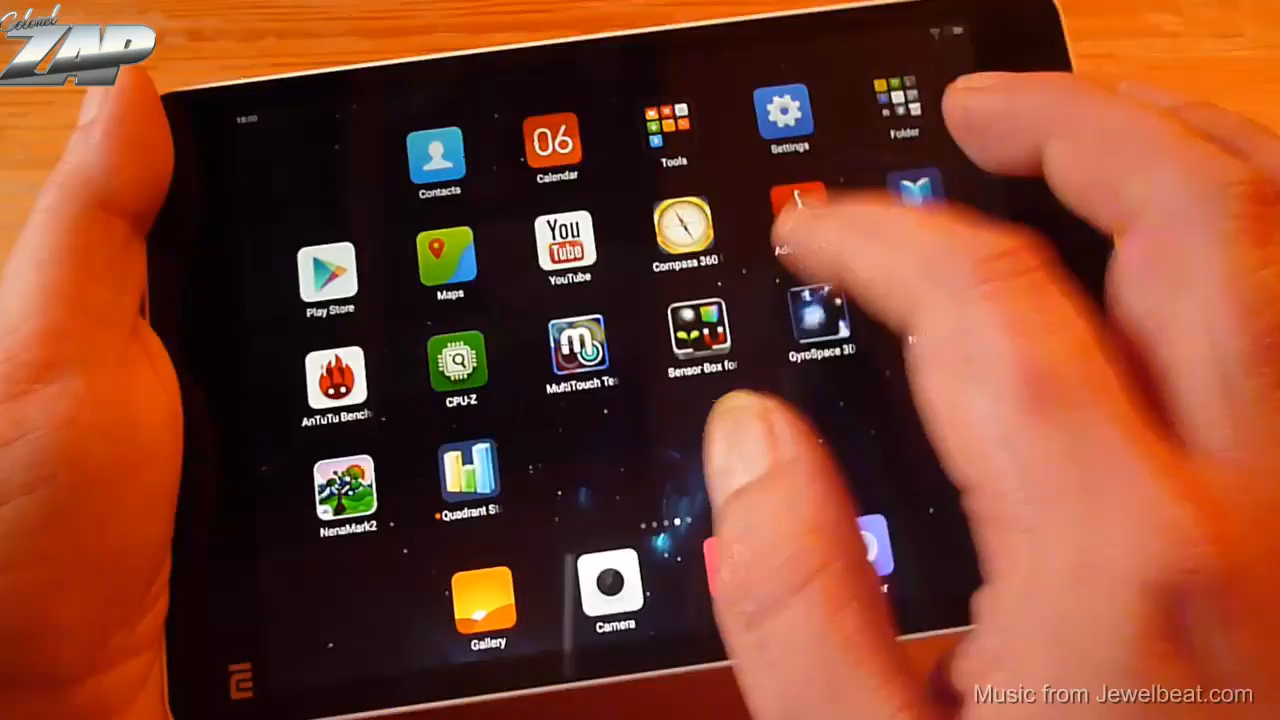 Colonel
ZAP
18:00
Contacts
06
Calendar
Tools
Settings
Folder
Play Store
Maps
You
Tube
YouTube
Compass 360
AnTuTu Bench
CPU-Z
m
MultiTouch Tes
Sensor Box for
GyroSpace 3D
NenaMark2
Quadrant St
Gallery
Camera
Music from Jewelbeat.com